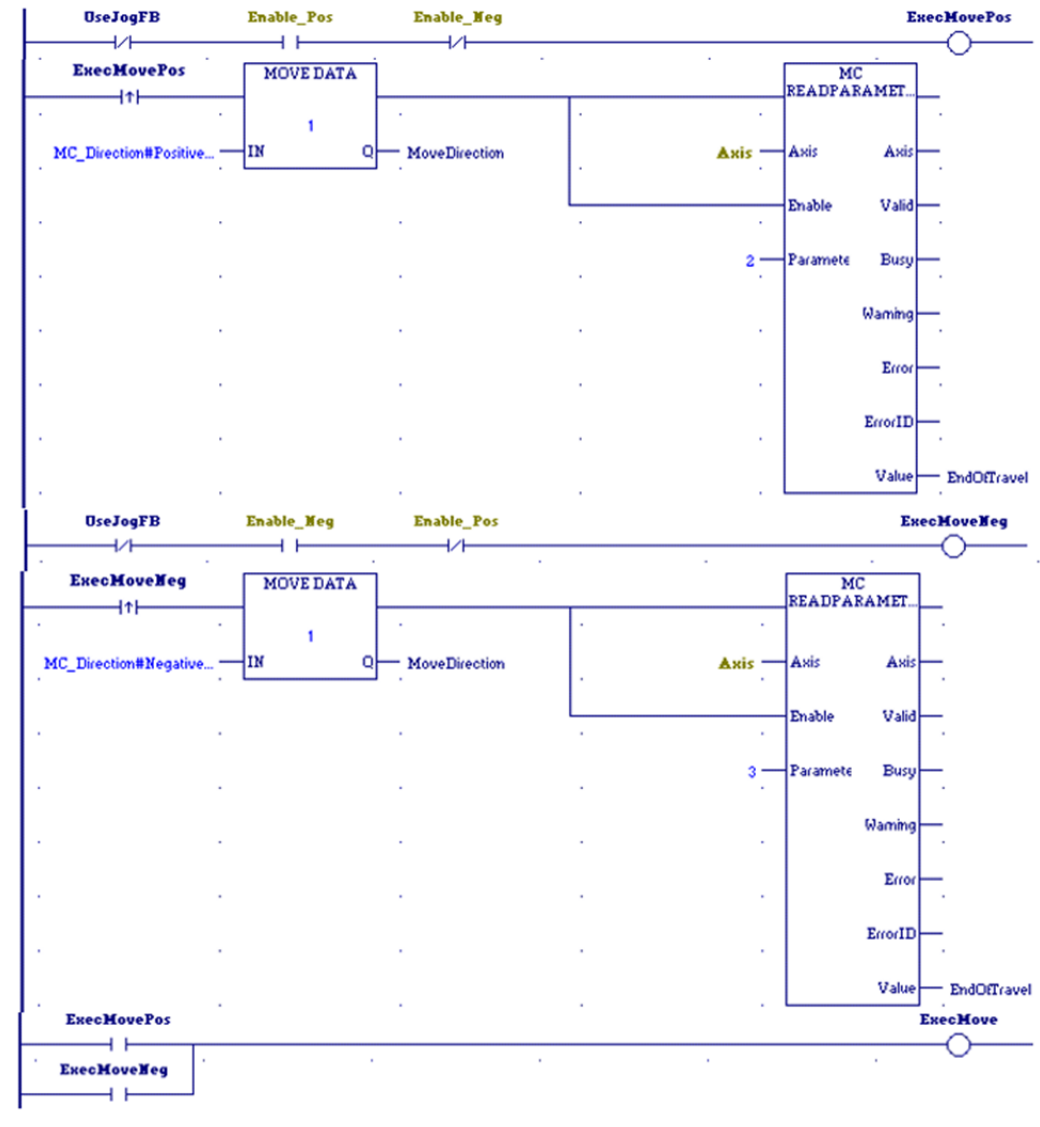 UseJogFB Enable_Pos Enable_Neg ExecMovePos
ExecMovePos MOVE DATA MC
READPARAMET...
1
MC_Direction#Positive... IN Q MoveDirection Axis Axis Axis
Enable Valid
2 Paramete Busy
Warning
Error
ErrorID
Value EndOfTravel
UseJogFB Enable_Neg Enable_Pos ExecMoveNeg
ExecMoveNeg MOVE DATA MC
READPARAMET...
1
MC_Direction#Negative... IN Q MoveDirection Axis Axis Axis
Enable Valid
3 Paramete Busy
Warning
Error
ErrorID
Value EndOfTravel
ExecMovePos ExecMove
ExecMoveNeg